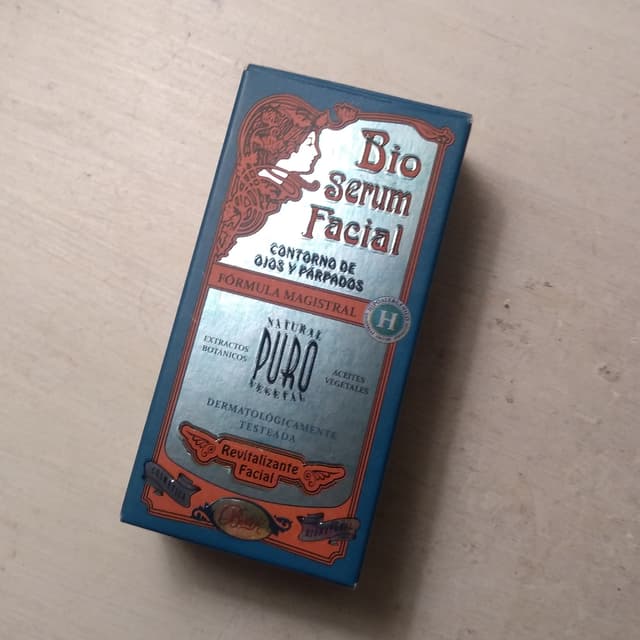 Bio
Serum
Facial
CONTORNO DE
OJOS Y PÁRPADOS
FÓRMULA MAGISTRAL
H
NATURAL
PURO
VEGETAL
EXTRACTOS
BOTÁNICOS
ACEITES
VEGETALES
DERMATOLÓGICAMENTE
TESTEADA
Revitalizante
Facial
COSMÉTICA